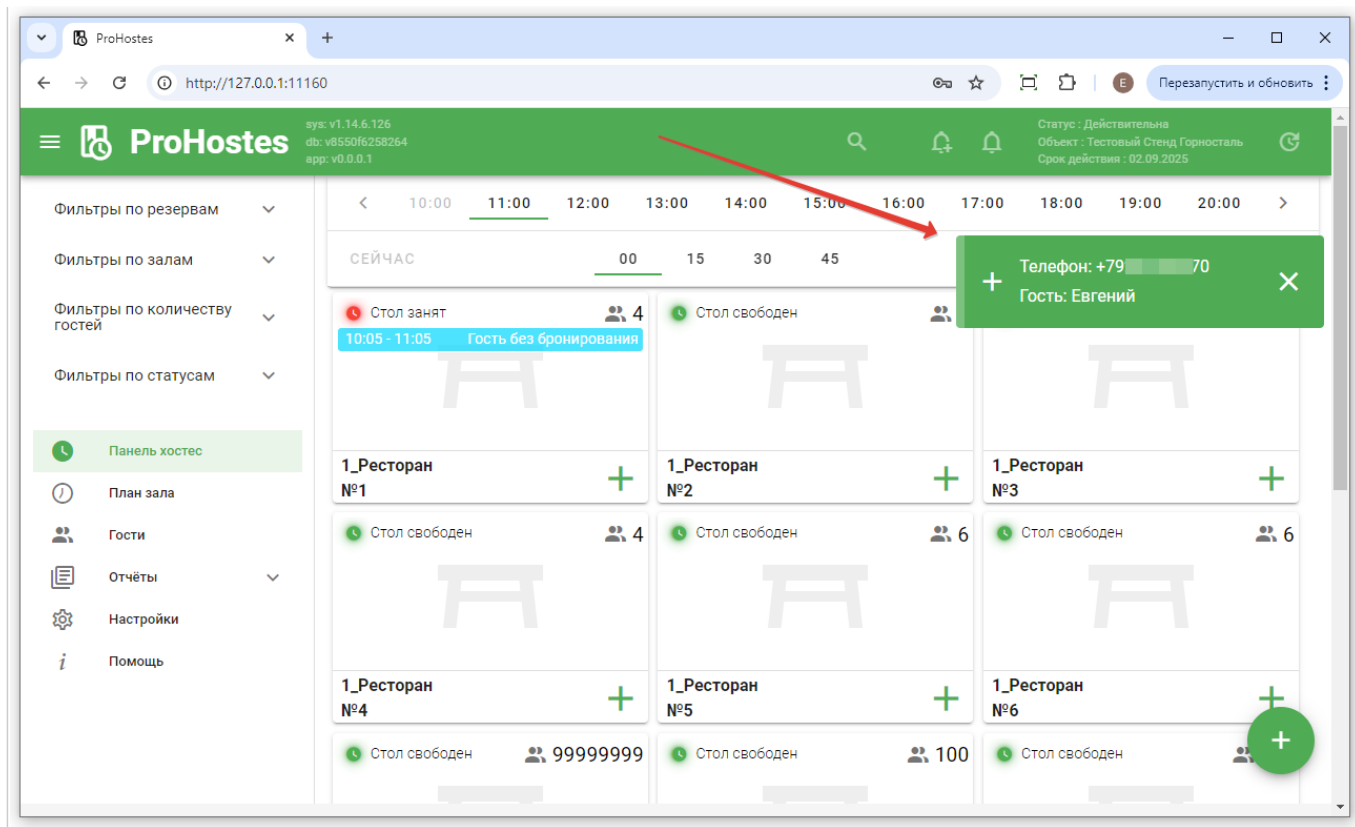 ProHostes
http://127.0.0.1:11160
E
Перезапустить и обновить
ProHostes
sys: v1.14.6.126
db: v8550f6258264
app: v0.0.0.1
Статус : Действительна
Объект : Тестовый Стенд Горносталь
Срок действия : 02.09.2025
Фильтры по резервам
Фильтры по залам
Фильтры по количеству
гостей
Фильтры по статусам
Панель хостес
План зала
Гости
Отчёты
Настройки
Помощь
10:00 11:00 12:00 13:00 14:00 15:00 16:00 17:00 18:00 19:00 20:00
СЕЙЧАС 00 15 30 45
Телефон: +79 70
Гость: Евгений
Стол занят 4
10:05 - 11:05 Гость без бронирования
1_Ресторан
№1
Стол свободен
1_Ресторан
№2
1_Ресторан
№3
Стол свободен 4
1_Ресторан
№4
Стол свободен 6
1_Ресторан
№5
Стол свободен 6
1_Ресторан
№6
Стол свободен 99999999
Стол свободен 100
Стол свободен